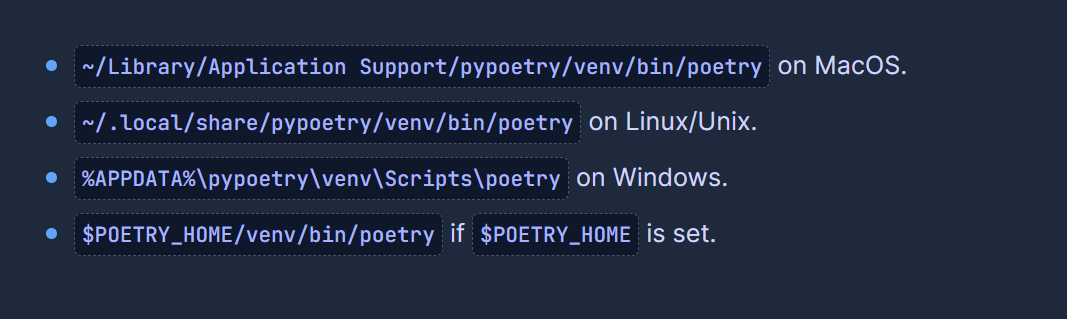 ~/Library/Application Support/pypoetry/venv/bin/poetry on MacOS.
~/.local/share/pypoetry/venv/bin/poetry on Linux/Unix.
%APPDATA%\pypoetry\venv\Scripts\poetry on Windows.
$POETRY_HOME/venv/bin/poetry if $POETRY_HOME is set.